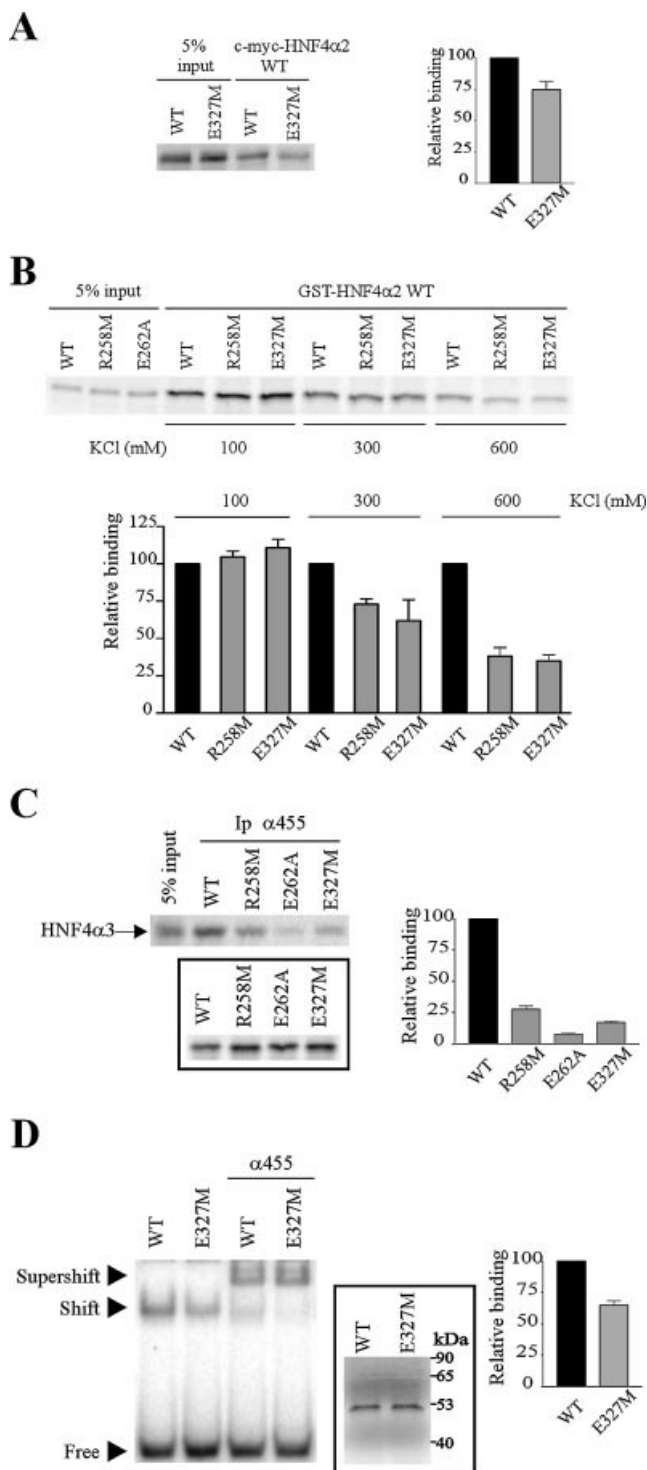 A
5% input
c-myc-HNF4α2 WT
WT
E327M
WT
E327M
Relative binding
100
75
50
25
0
WT
E327M
B
5% input
GST-HNF4α2 WT
WT
R258M
E262A
WT
R258M
E327M
WT
R258M
E327M
WT
R258M
E327M
KCl (mM)
100
300
600
100
300
600
KCl (mM)
Relative binding
125
100
75
50
25
0
WT
R258M
E327M
WT
R258M
E327M
WT
R258M
E327M
C
5% input
Ip α455
WT
R258M
E262A
E327M
HNF4α3
WT
R258M
E262A
E327M
Relative binding
100
75
50
25
0
WT
R258M
E262A
E327M
D
α455
WT
E327M
WT
E327M
Supershift
Shift
Free
WT
E327M
kDa
90
65
53
40
Relative binding
100
75
50
25
0
WT
E327M